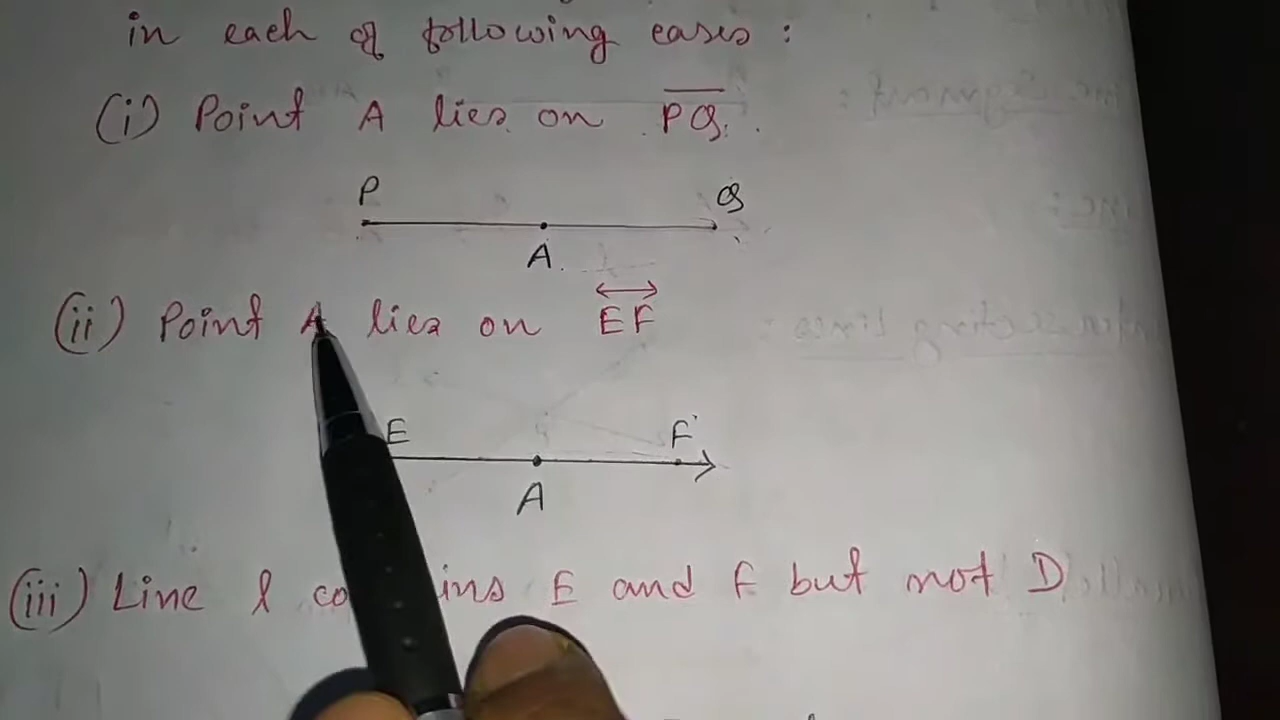 in each of following cases :
(i) Point A lies on PQ.
P Q
A.
(ii) Point A lies on EF
E F
A
(iii) Line l contains E and F but not D